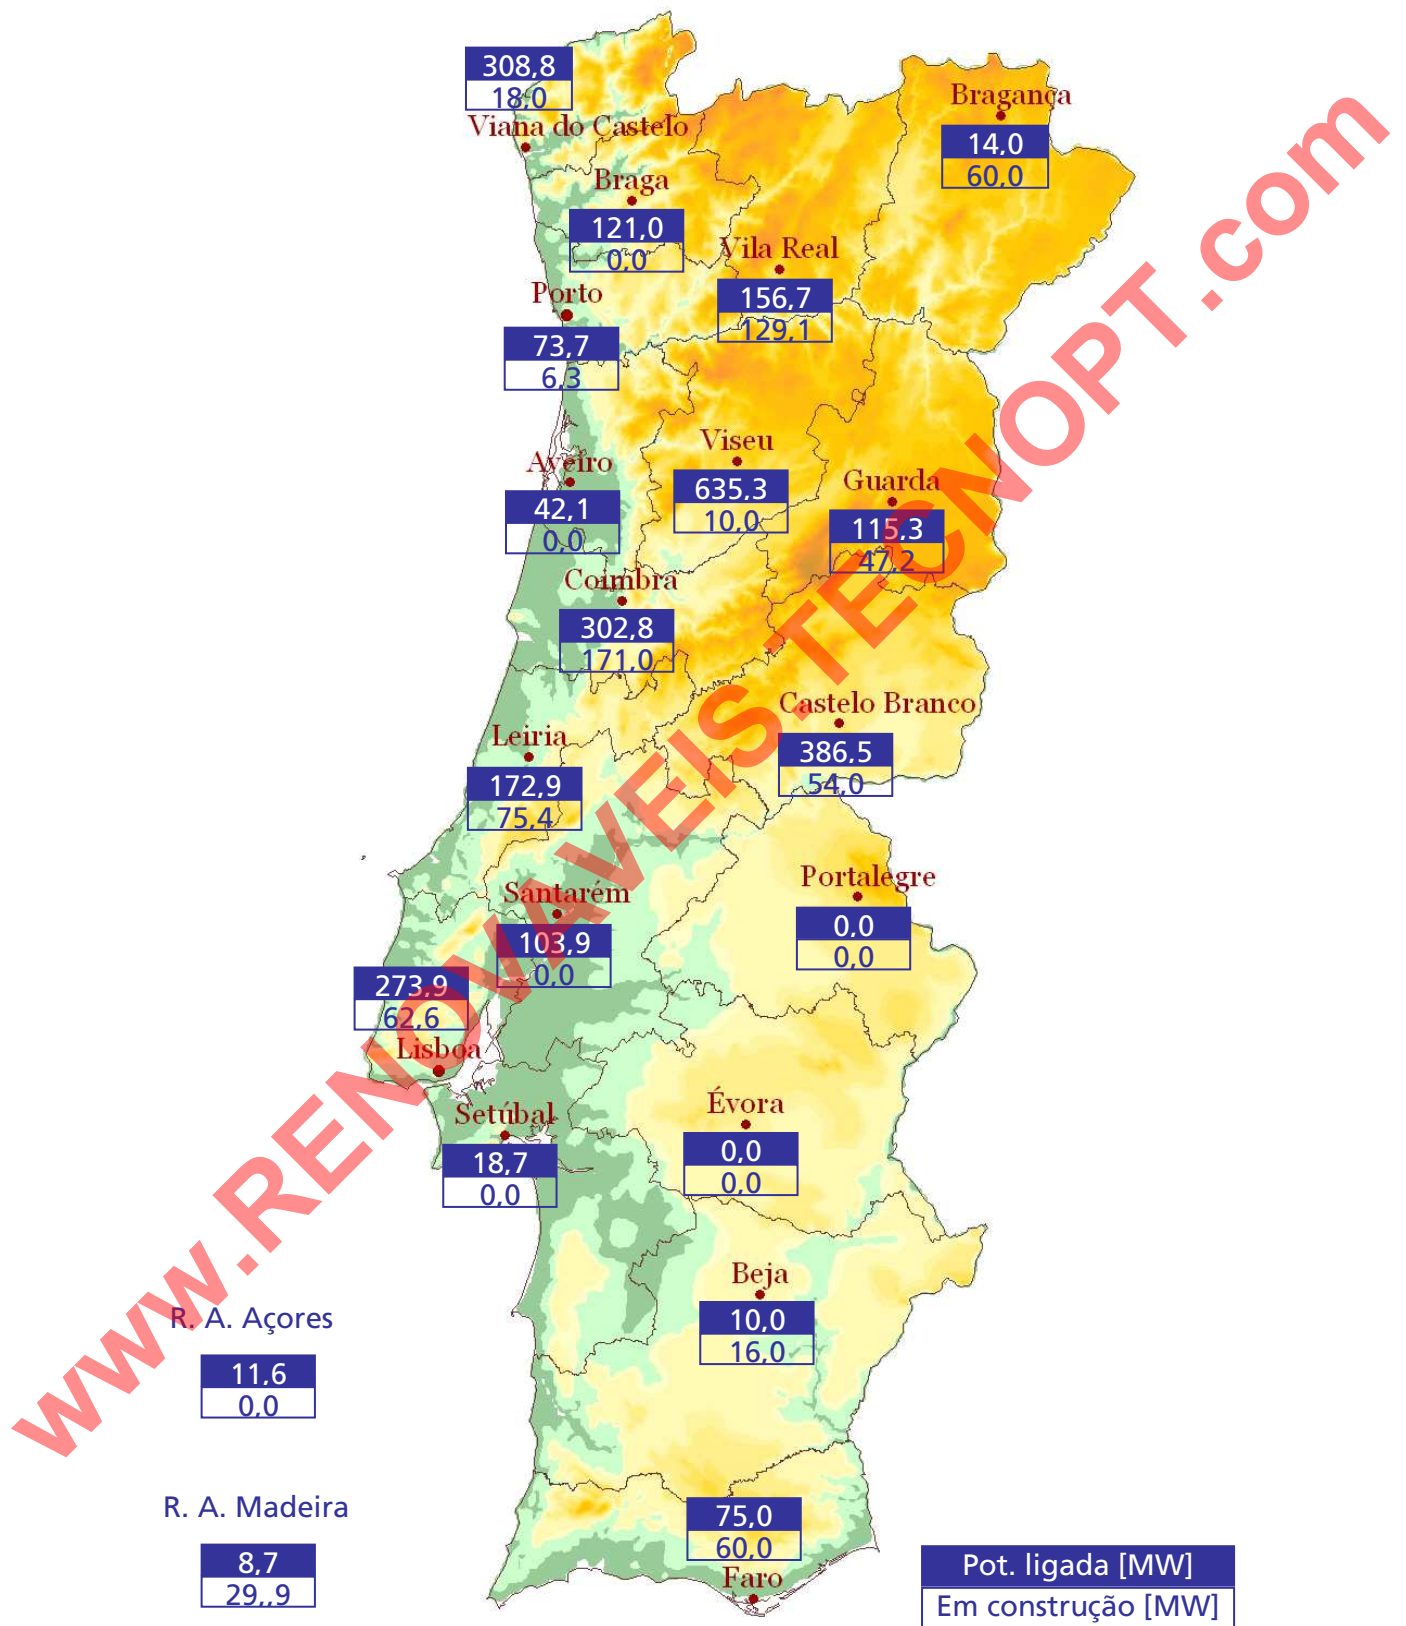 308,8
18,0
Viana do Castelo
Bragança
14,0
60,0
Braga
121,0
0,0
Vila Real
156,7
129,1
Porto
73,7
6,3
Viseu
635,3
10,0
Aveiro
42,1
0,0
Guarda
115,3
47,2
Coimbra
302,8
171,0
Castelo Branco
386,5
54,0
Leiria
172,9
75,4
Portalegre
0,0
0,0
Santarém
103,9
0,0
273,9
62,6
Lisboa
Évora
0,0
0,0
Setúbal
18,7
0,0
Beja
10,0
16,0
R. A. Açores
11,6
0,0
R. A. Madeira
8,7
29,,9
75,0
60,0
Faro
Pot. ligada [MW]
Em construção [MW]
www.RENOVAVEIS.TECNOPT.com